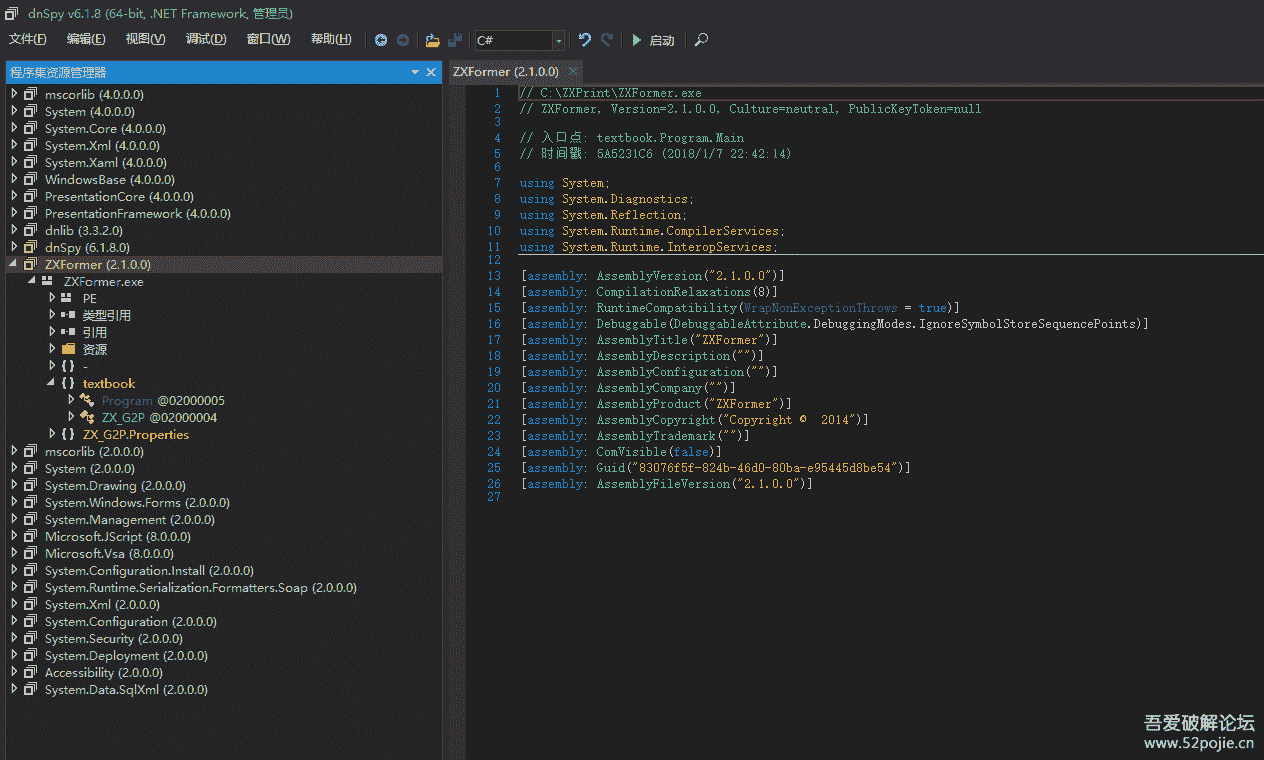 dnSpy v6.1.8 (64-bit, .NET Framework, 管理员)
文件(F) 编辑(E) 视图(V) 调试(D) 窗口(W) 帮助(H) C# 启动
程序集资源管理器
mscorlib (4.0.0.0)
System (4.0.0.0)
System.Core (4.0.0.0)
System.Xml (4.0.0.0)
System.Xaml (4.0.0.0)
WindowsBase (4.0.0.0)
PresentationCore (4.0.0.0)
PresentationFramework (4.0.0.0)
dnlib (3.3.2.0)
dnSpy (6.1.8.0)
ZXFormer (2.1.0.0)
ZXFormer.exe
PE
类型引用
引用
资源
{ } -
{ } textbook
Program @02000005
ZX_G2P @02000004
{ } ZX_G2P.Properties
mscorlib (2.0.0.0)
System (2.0.0.0)
System.Drawing (2.0.0.0)
System.Windows.Forms (2.0.0.0)
System.Management (2.0.0.0)
Microsoft.JScript (8.0.0.0)
Microsoft.Vsa (8.0.0.0)
System.Configuration.Install (2.0.0.0)
System.Runtime.Serialization.Formatters.Soap (2.0.0.0)
System.Xml (2.0.0.0)
System.Configuration (2.0.0.0)
System.Security (2.0.0.0)
System.Deployment (2.0.0.0)
Accessibility (2.0.0.0)
System.Data.SqlXml (2.0.0.0)
ZXFormer (2.1.0.0)
1 // C:\ZXPrint\ZXFormer.exe
2 // ZXFormer, Version=2.1.0.0, Culture=neutral, PublicKeyToken=null
3
4 // 入口点: textbook.Program.Main
5 // 时间戳: 5A5231C6 (2018/1/7 22:42:14)
6
7 using System;
8 using System.Diagnostics;
9 using System.Reflection;
10 using System.Runtime.CompilerServices;
11 using System.Runtime.InteropServices;
12
13 [assembly: AssemblyVersion("2.1.0.0")]
14 [assembly: CompilationRelaxations(8)]
15 [assembly: RuntimeCompatibility(WrapNonExceptionThrows = true)]
16 [assembly: Debuggable(DebuggableAttribute.DebuggingModes.IgnoreSymbolStoreSequencePoints)]
17 [assembly: AssemblyTitle("ZXFormer")]
18 [assembly: AssemblyDescription("")]
19 [assembly: AssemblyConfiguration("")]
20 [assembly: AssemblyCompany("")]
21 [assembly: AssemblyProduct("ZXFormer")]
22 [assembly: AssemblyCopyright("Copyright ©  2014")]
23 [assembly: AssemblyTrademark("")]
24 [assembly: ComVisible(false)]
25 [assembly: Guid("83076f5f-824b-46d0-80ba-e95445d8be54")]
26 [assembly: AssemblyFileVersion("2.1.0.0")]
27
吾爱破解论坛
www.52pojie.cn